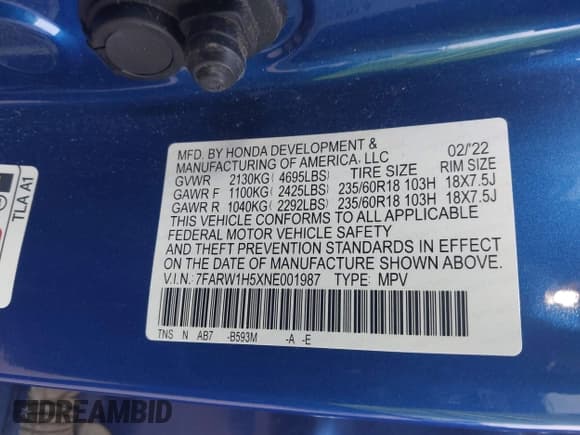 MFD. BY HONDA DEVELOPMENT & 02/'22
MANUFACTURING OF AMERICA, LLC
GVWR 2130KG( 4695LBS) TIRE SIZE RIM SIZE
GAWR F 1100KG( 2425LBS) 235/60R18 103H 18X7.5J
GAWR R 1040KG( 2292LBS) 235/60R18 103H 18X7.5J
THIS VEHICLE CONFORMS TO ALL APPLICABLE
FEDERAL MOTOR VEHICLE SAFETY
AND THEFT PREVENTION STANDARDS IN EFFECT
ON THE DATE OF MANUFACTURE SHOWN ABOVE.
V.I.N.: 7FARW1H5XNE001987 TYPE: MPV
TNS N AB7 -B593M -A -E
TLA A1
DREAMBID